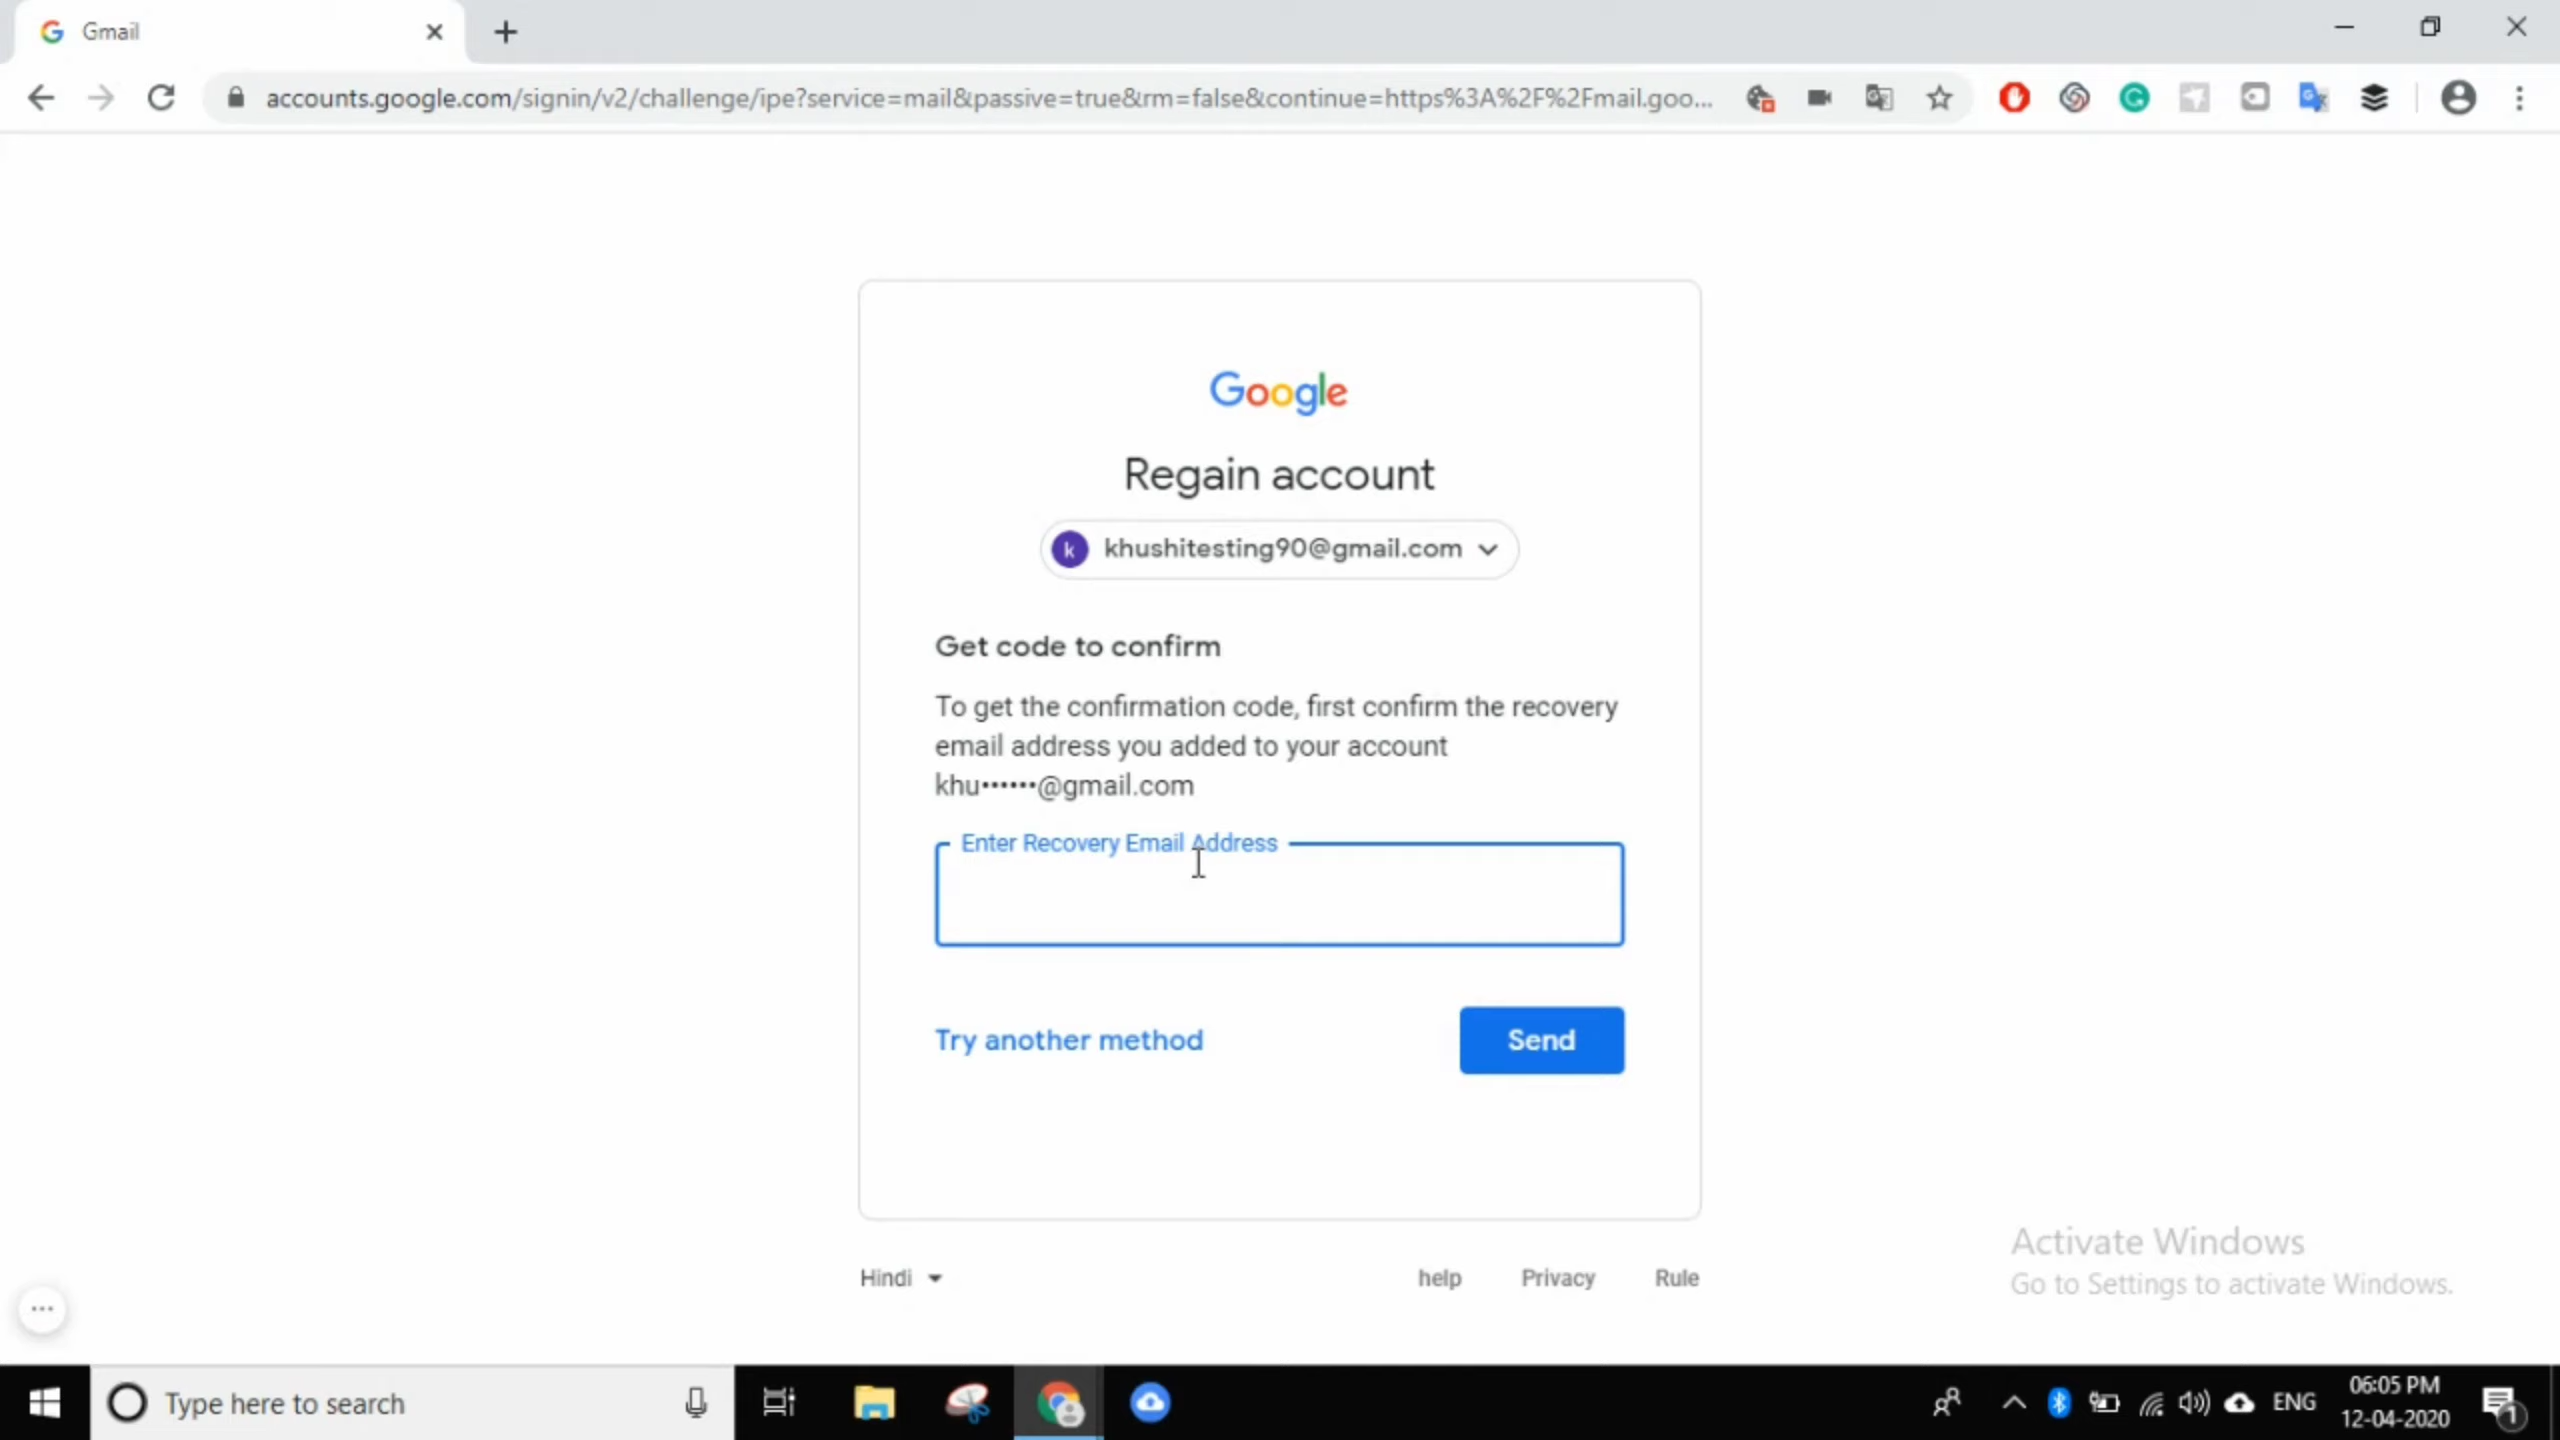 Gmail
accounts.google.com/signin/v2/challenge/ipe?service=mail&passive=true&rm=false&continue=https%3A%2F%2Fmail.goo...
Google
Regain account
k khushitesting90@gmail.com
Get code to confirm
To get the confirmation code, first confirm the recovery
email address you added to your account
khu••••••@gmail.com
Enter Recovery Email Address
Try another method
Send
Hindi
help
Privacy
Rule
Activate Windows
Go to Settings to activate Windows.
Type here to search
ENG
06:05 PM
12-04-2020
1